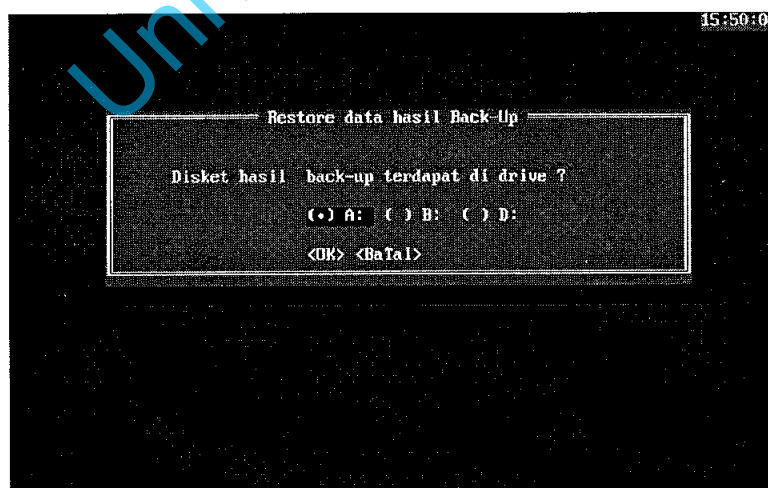 15:50:0
Restore data hasil Back-Up
Disket hasil back-up terdapat di drive ?
(•) A: ( ) B: ( ) D:
<OK> <BaTal>